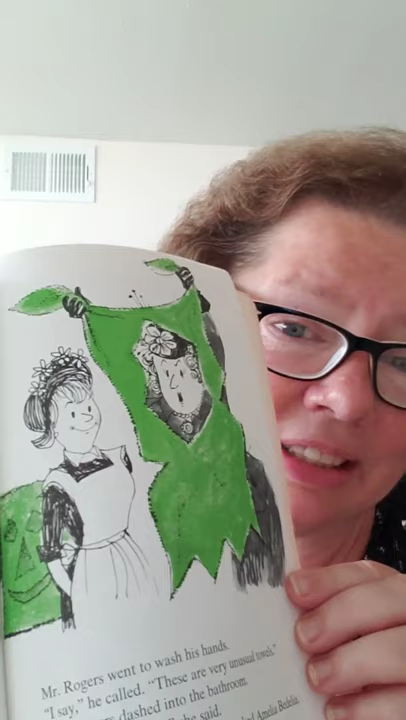 Mr. Rogers went to wash his hands.
"I say," he called. "These are very unusual towels."
dashed into the bathroom.
she said.
Amelia Bedelia